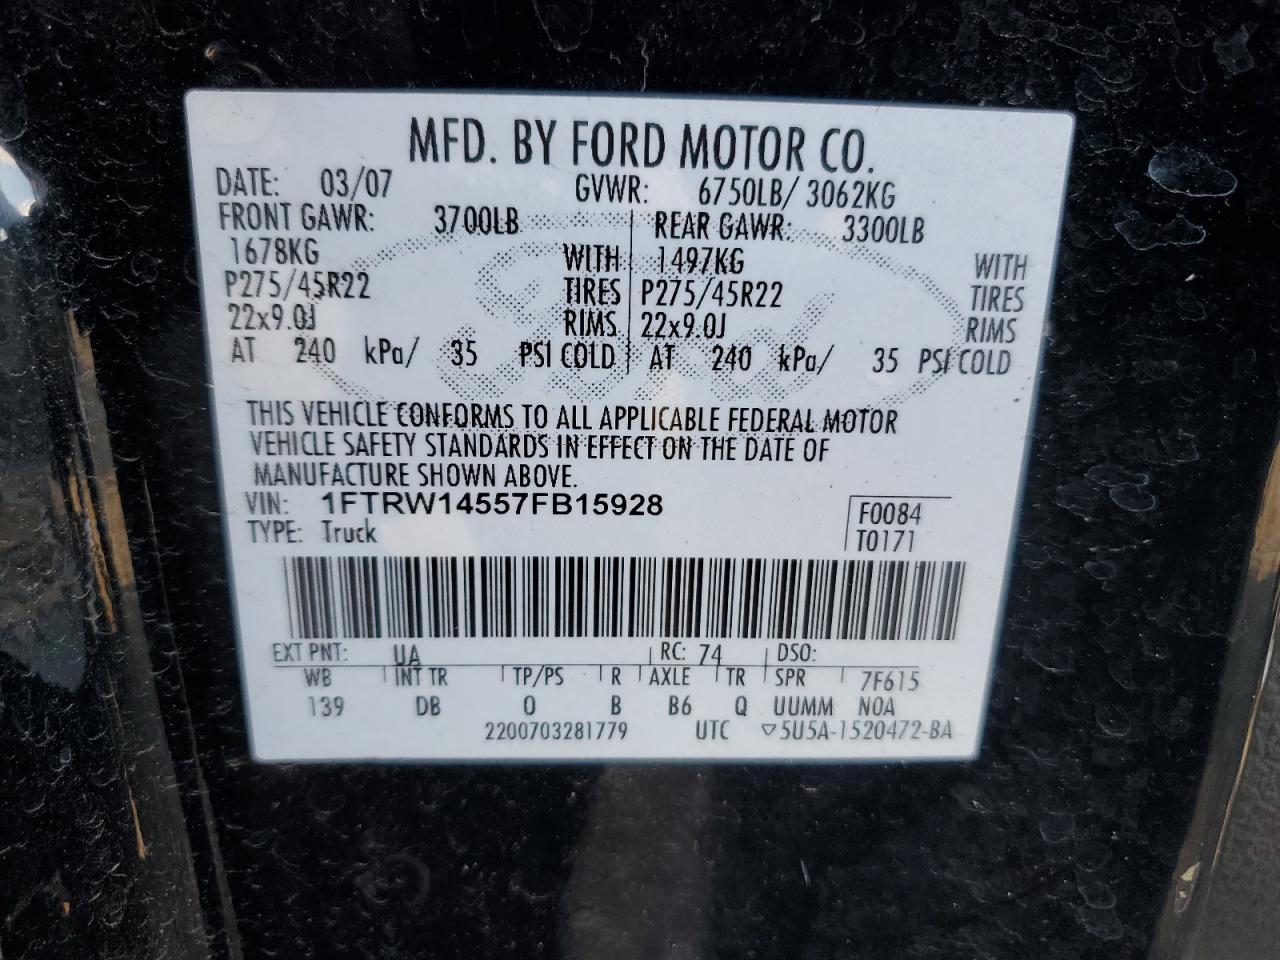 MFD. BY FORD MOTOR CO.
DATE: 03/07 GVWR: 6750LB/ 3062KG
FRONT GAWR: 3700LB REAR GAWR: 3300LB
1678KG WITH 1497KG WITH
P275/45R22 TIRES P275/45R22 TIRES
22x9.0J RIMS 22x9.0J RIMS
AT 240 kPa/ 35 PSI COLD AT 240 kPa/ 35 PSI COLD
THIS VEHICLE CONFORMS TO ALL APPLICABLE FEDERAL MOTOR
VEHICLE SAFETY STANDARDS IN EFFECT ON THE DATE OF
MANUFACTURE SHOWN ABOVE.
VIN: 1FTRW14557FB15928 F0084
TYPE: Truck T0171
EXT PNT: UA RC: 74 DSO:
WB INT TR TP/PS R AXLE TR SPR 7F615
139 DB O B B6 Q UUMM NOA
2200703281779 UTC ▽5U5A-1520472-BA
Ford